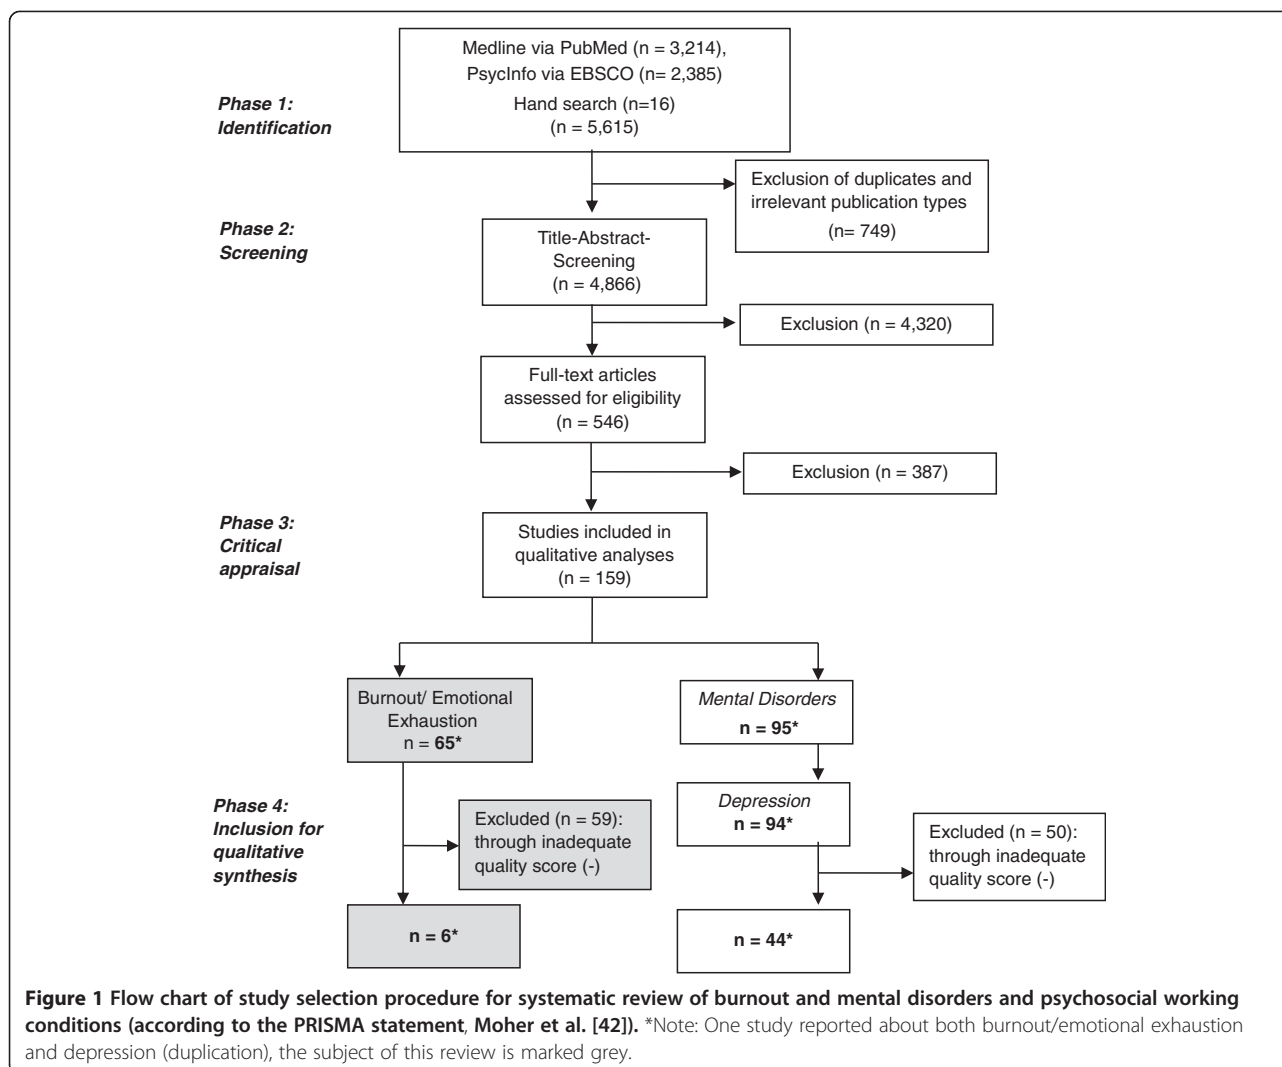 Medline via PubMed (n = 3,214),
PsycInfo via EBSCO (n= 2,385)
Hand search (n=16)
(n = 5,615)
Phase 1:
Identification
Exclusion of duplicates and
irrelevant publication types
(n= 749)
Phase 2:
Screening
Title-Abstract-
Screening
(n = 4,866)
Exclusion (n = 4,320)
Full-text articles
assessed for eligibility
(n = 546)
Exclusion (n = 387)
Phase 3:
Critical
appraisal
Studies included in
qualitative analyses
(n = 159)
Burnout/ Emotional
Exhaustion
n = 65*
Mental Disorders
n = 95*
Phase 4:
Inclusion for
qualitative
synthesis
Excluded (n = 59):
through inadequate
quality score (-)
Depression
n = 94*
Excluded (n = 50):
through inadequate
quality score (-)
n = 6*
n = 44*
Figure 1 Flow chart of study selection procedure for systematic review of burnout and mental disorders and psychosocial working
conditions (according to the PRISMA statement, Moher et al. [42]). *Note: One study reported about both burnout/emotional exhaustion
and depression (duplication), the subject of this review is marked grey.